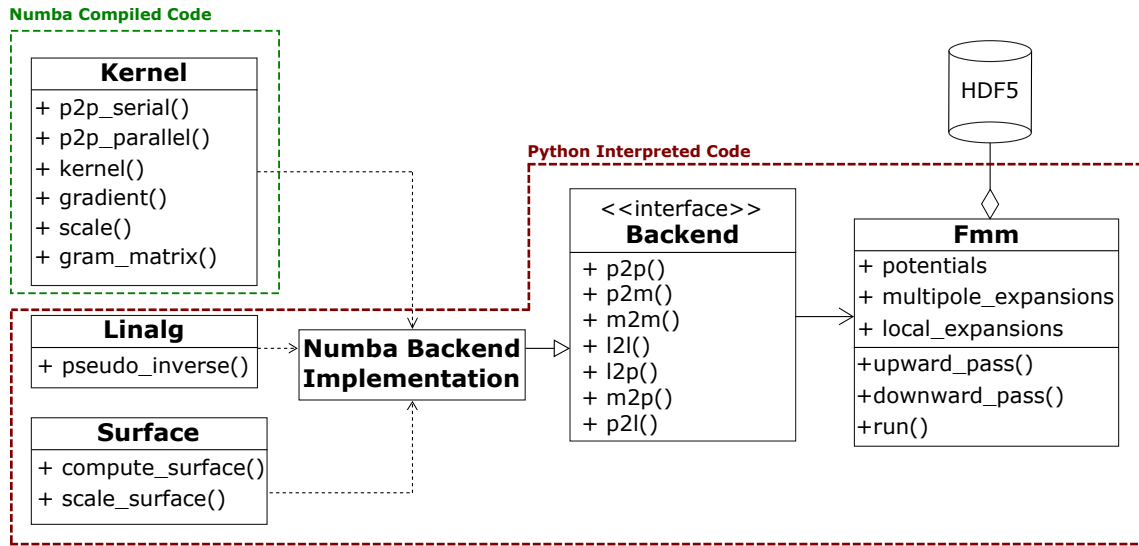 Numba Compiled Code
Kernel
+ p2p_serial()
+ p2p_parallel()
+ kernel()
+ gradient()
+ scale()
+ gram_matrix()
HDF5
Python Interpreted Code
Linalg
+ pseudo_inverse()
Surface
+ compute_surface()
+ scale_surface()
Numba Backend
Implementation
<<interface>>
Backend
+ p2p()
+ p2m()
+ m2m()
+ l2l()
+ l2p()
+ m2p()
+ p2l()
Fmm
+ potentials
+ multipole_expansions
+ local_expansions
+upward_pass()
+downward_pass()
+run()